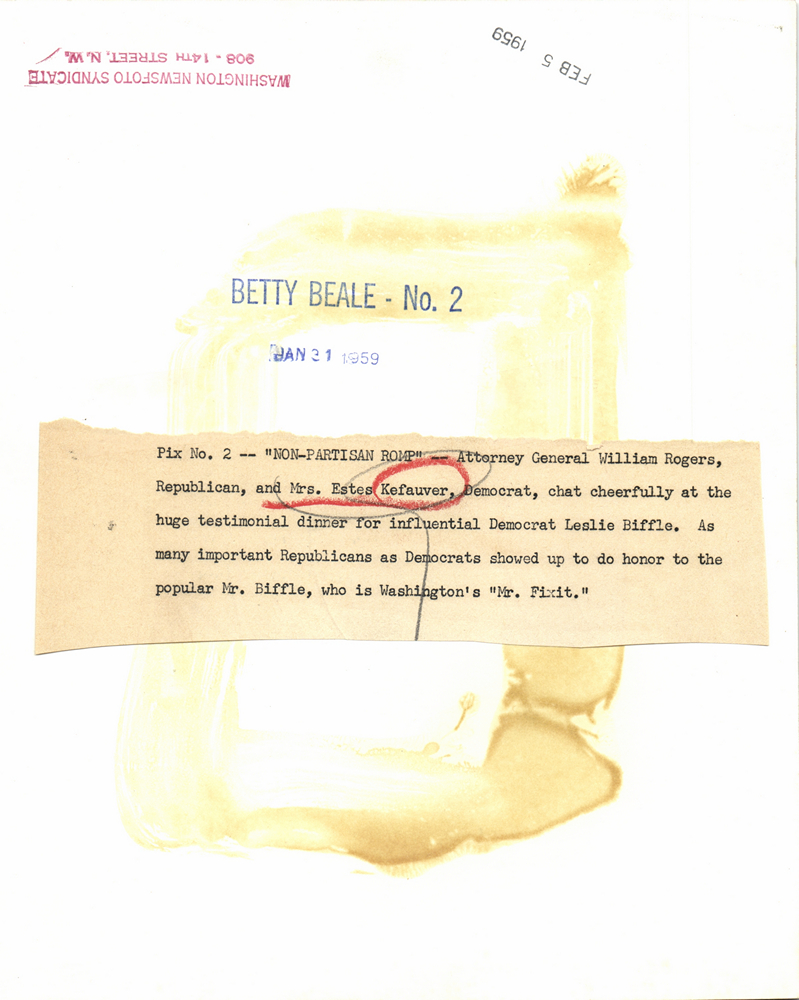 WASHINGTON NEWSFOTO SYNDICATE
908 - 14TH STREET, N. W.
FEB 5 1959
BETTY BEALE - No. 2
JAN 31 1959
Pix No. 2 -- "NON-PARTISAN ROMP" -- Attorney General William Rogers,
Republican, and Mrs. Estes Kefauver, Democrat, chat cheerfully at the
huge testimonial dinner for influential Democrat Leslie Biffle. As
many important Republicans as Democrats showed up to do honor to the
popular Mr. Biffle, who is Washington's "Mr. Fixit."